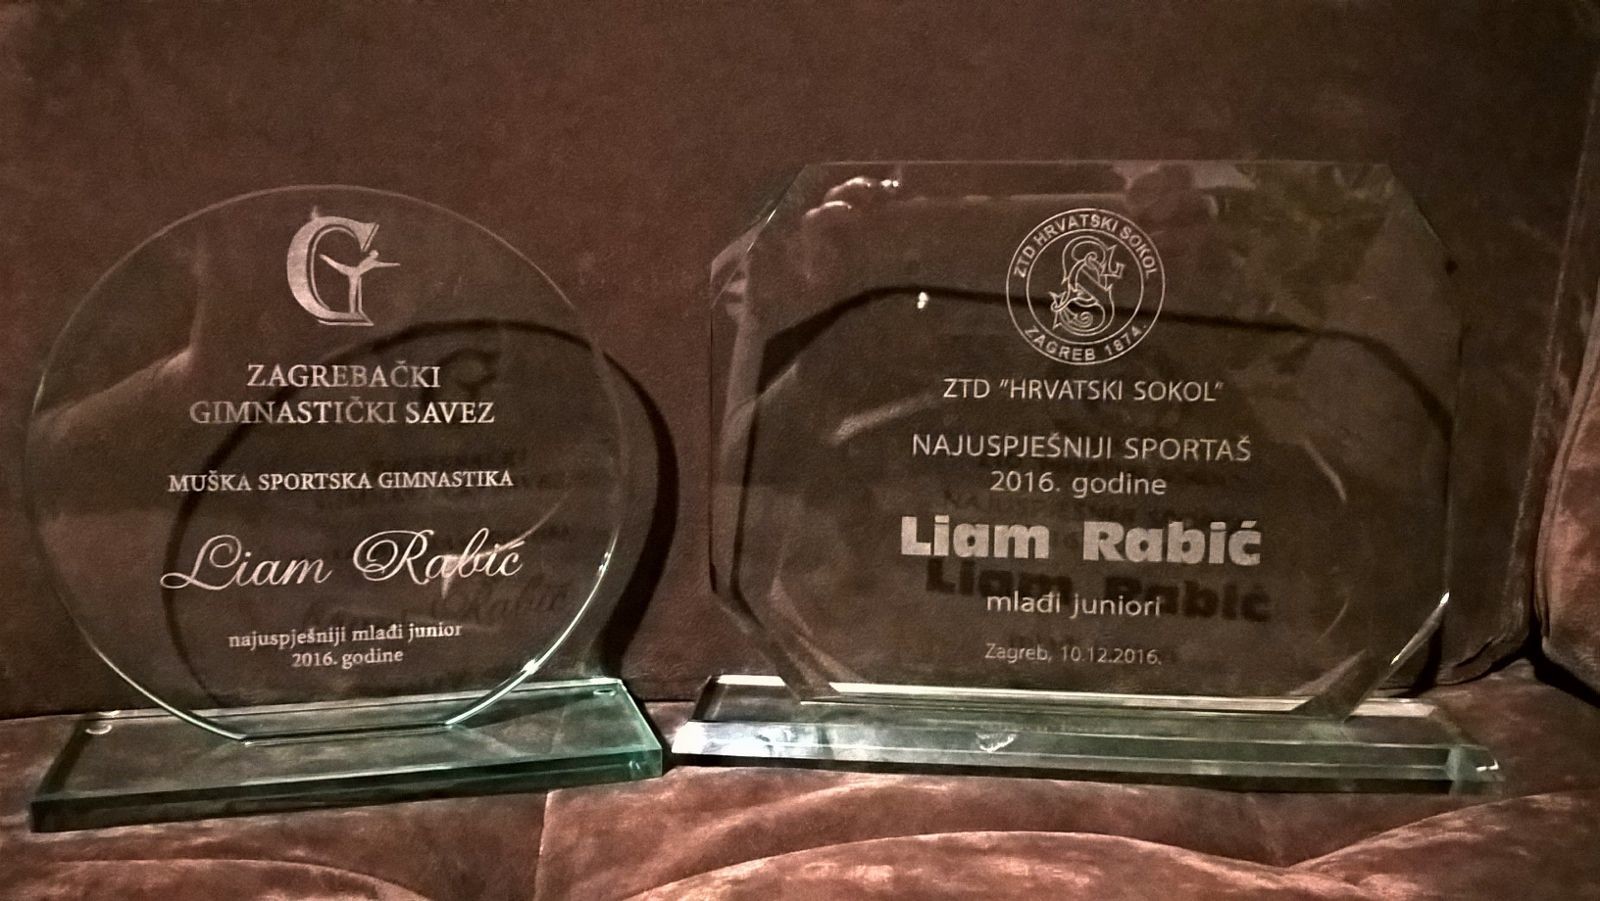 G
ZAGREBAČKI
GIMNASTIČKI SAVEZ
MUŠKA SPORTSKA GIMNASTIKA
Liam Rabić
najuspješniji mlađi junior
2016. godine
ZTD HRVATSKI SOKOL
ZAGREB 1874.
ZTD "HRVATSKI SOKOL"
NAJUSPJEŠNIJI SPORTAŠ
2016. godine
Liam Rabić
mlađi juniori
Zagreb, 10.12.2016.